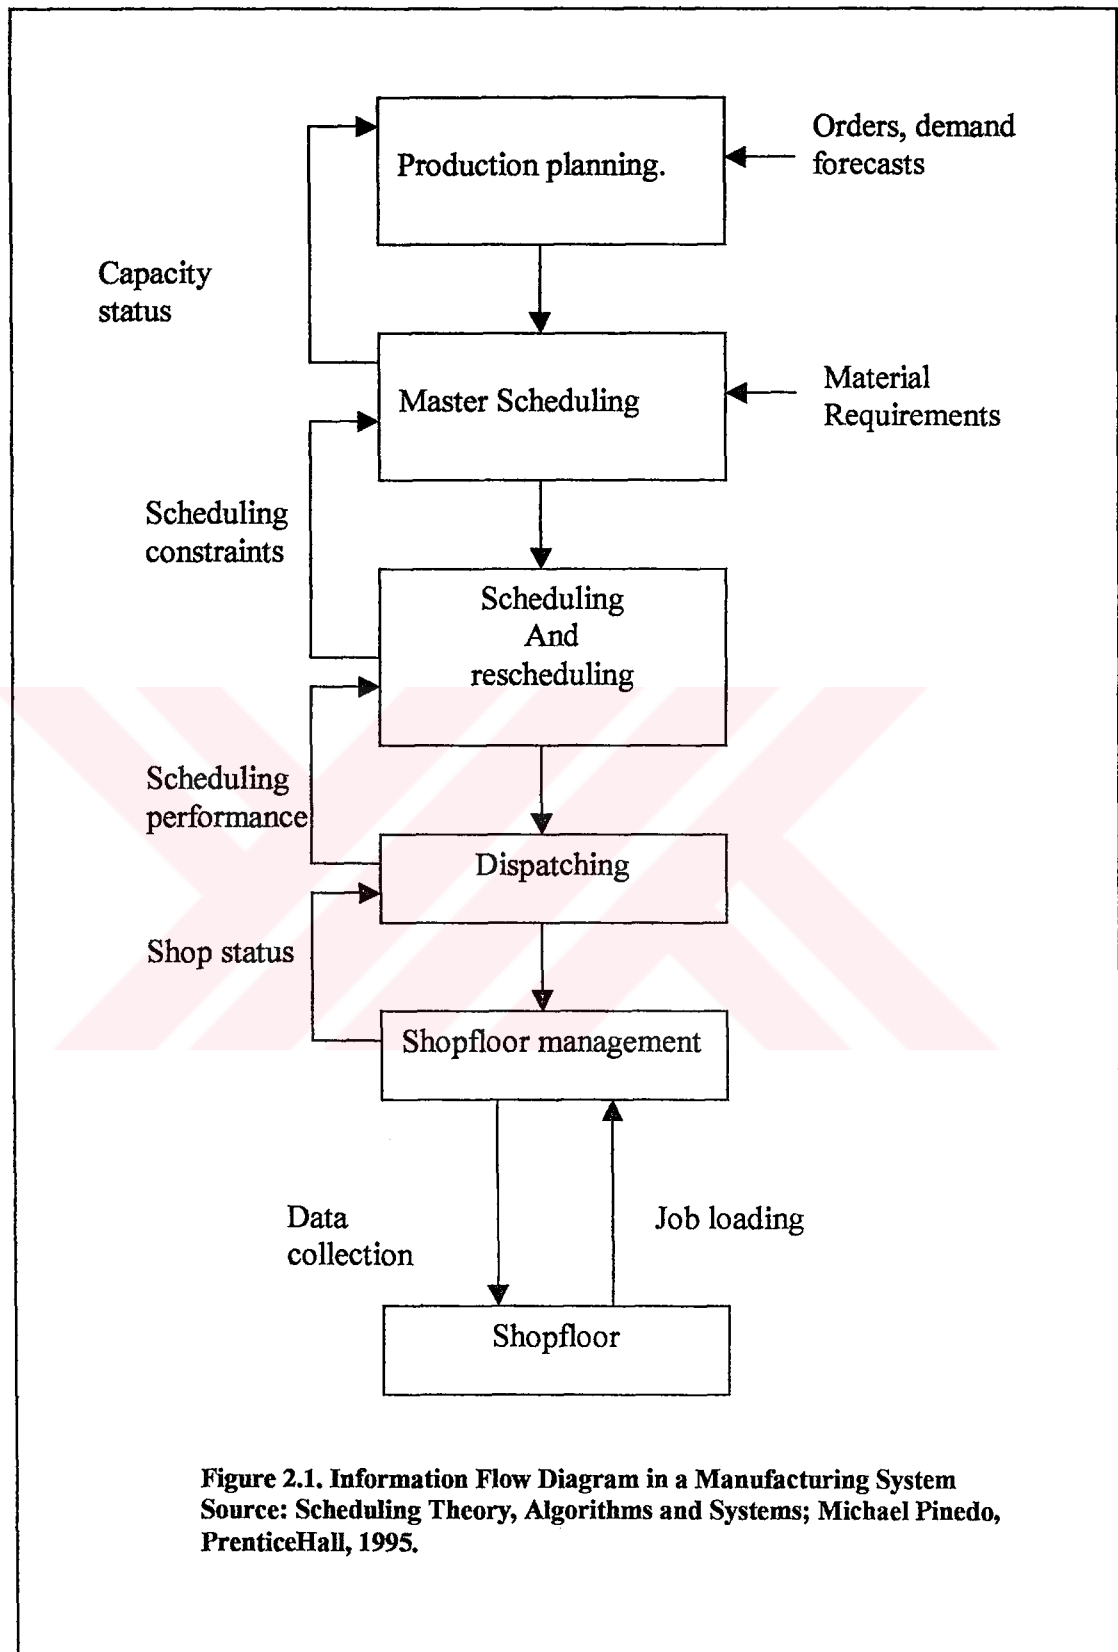 Production planning.
Orders, demand
forecasts
Capacity
status
Master Scheduling
Material
Requirements
Scheduling
constraints
Scheduling
And
rescheduling
Scheduling
performance
Dispatching
Shop status
Shopfloor management
Data
collection
Job loading
Shopfloor
Figure 2.1. Information Flow Diagram in a Manufacturing System
Source: Scheduling Theory, Algorithms and Systems; Michael Pinedo,
PrenticeHall, 1995.